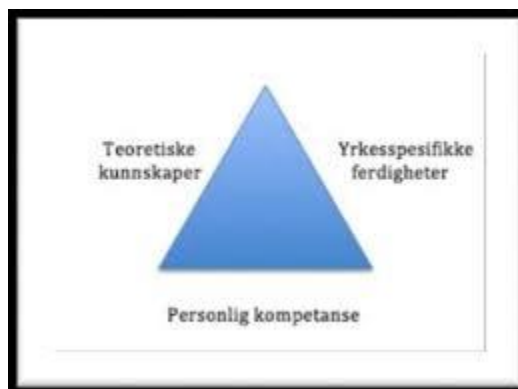 Teoretiske
kunnskaper
Yrkesspesifikke
ferdigheter
Personlig kompetanse